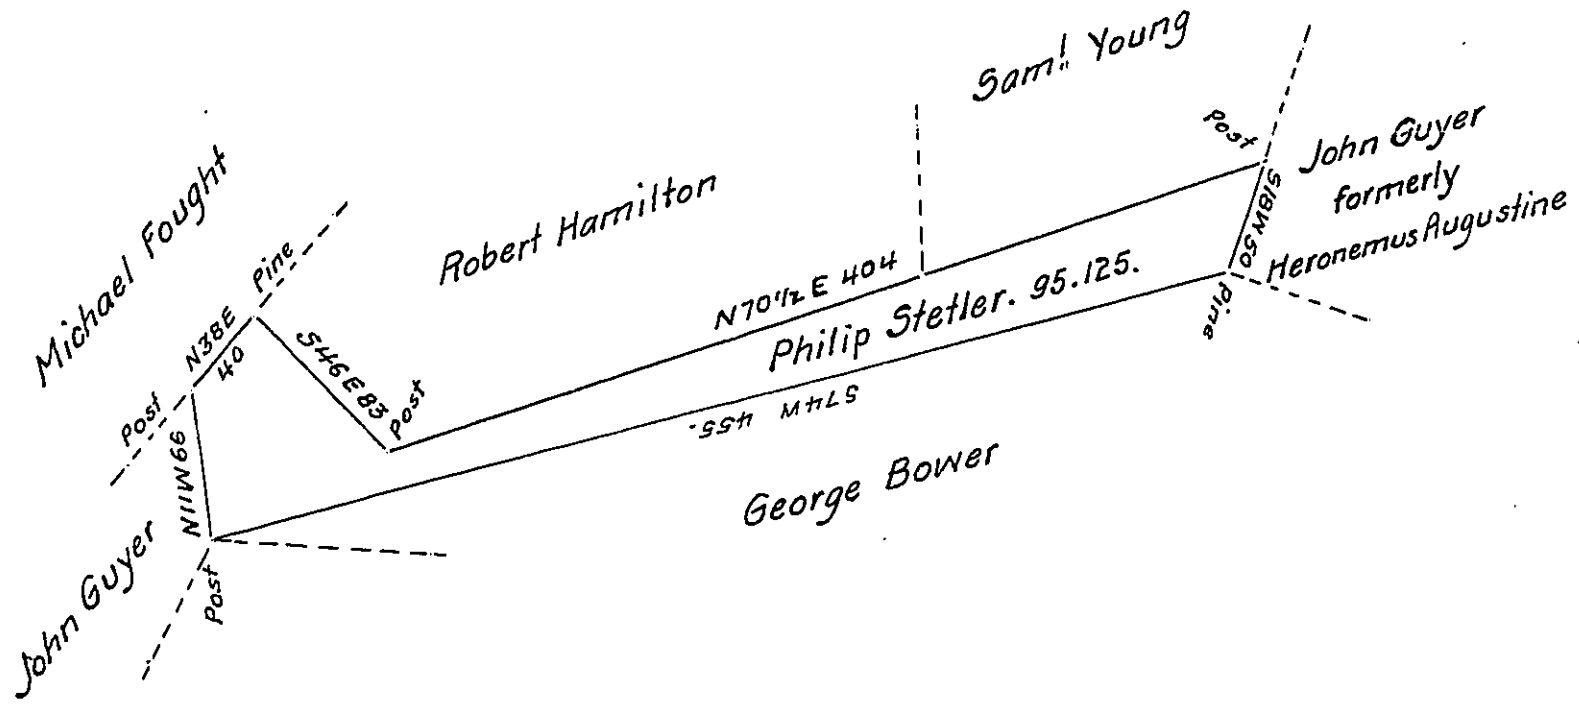 Sam!! Young
Post
John Guyer
formerly
Heronemus Augustine
S18W50
Pine
Michael Fought
Pine
Robert Hamilton
N70½E 404
Philip Stetler. 95.125.
N38E
40
S46E83
Post
S74W 455.
Post
N11W66
George Bower
John Guyer
Post